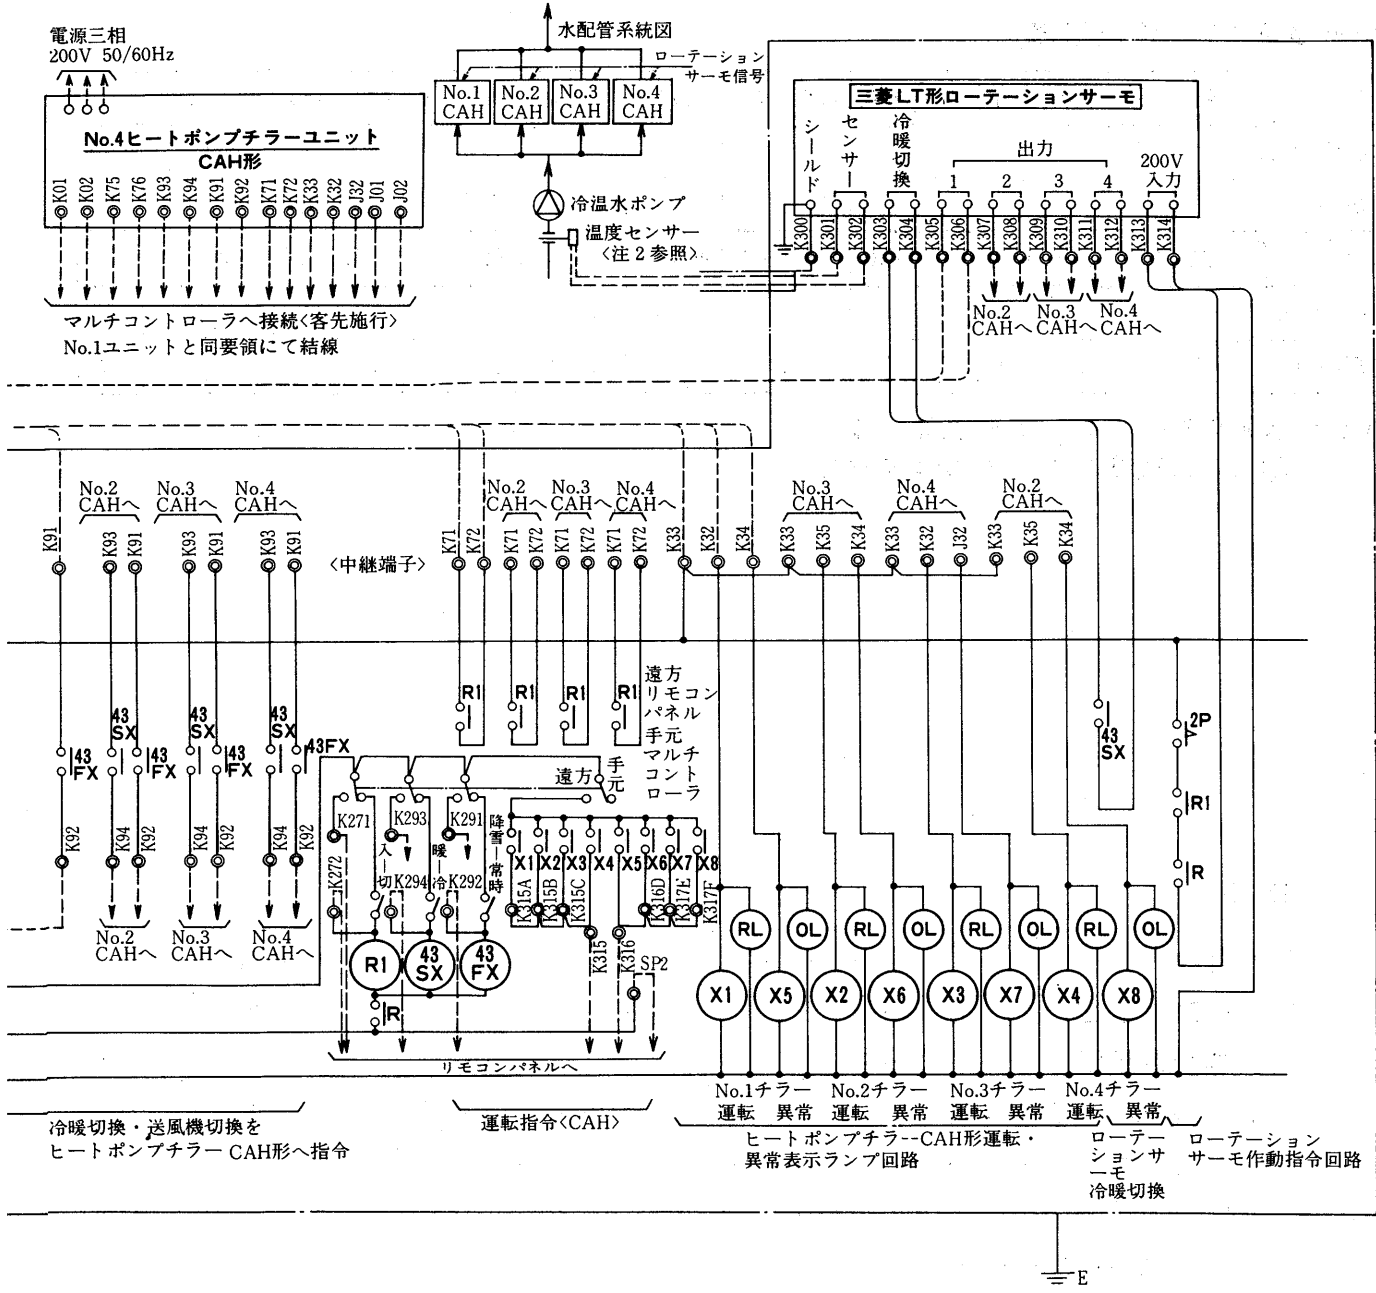 電源三相
200V 50/60Hz
No.4ヒートポンプチラーユニット
CAH形
K01 K02 K75 K76 K93 K94 K91 K92 K71 K72 K33 K32 J32 J01 J02
マルチコントローラへ接続〈客先施行〉
No.1ユニットと同要領にて結線
水配管系統図
ローテーション
サーモ信号
No.1 No.2 No.3 No.4
CAH CAH CAH CAH
冷温水ポンプ
温度センサー
〈注2参照〉
三菱LT形ローテーションサーモ
シールド センサー 冷暖切換 出力 200V
入力
1 2 3 4
K300 K301 K302 K303 K304 K305 K306 K307 K308 K309 K310 K311 K312 K313 K314
No.2 No.3 No.4
CAHへ CAHへ CAHへ
No.2 No.3 No.4
CAHへ CAHへ CAHへ
K91 K93 K91 K93 K91 K93 K91
〈中継端子〉
No.2 No.3 No.4
CAHへ CAHへ CAHへ
K71 K72 K71 K72 K71 K72 K71 K72
No.3 No.4 No.2
CAHへ CAHへ CAHへ
K33 K32 K34 K33 K35 K34 K33 K32 J32 K33 K35 K34
R1 R1 R1 R1
遠方
リモコン
パネル
手元
マルチ
コント
ローラ
43
SX
43
FX
43
SX
43
FX
43
SX
43
FX
43FX
遠方 手元
43
SX
2P
R1
R
K92 K94 K92 K94 K92 K94 K92
No.2 No.3 No.4
CAHへ CAHへ CAHへ
K271 K293 K291
K272 K294 K292
入－切 暖－冷 降雪－常時
X1 X2 X3 X4 X5 X6 X7 X8
K315A K315B K315C K316D K317E K317F
K315 K316 SP2
R1 43
SX 43
FX
R
リモコンパネルへ
RL OL RL OL RL OL RL OL
X1 X5 X2 X6 X3 X7 X4 X8
No.1チラー No.2チラー No.3チラー No.4チラー
運転 異常 運転 異常 運転 異常 運転 異常
冷暖切換・送風機切換を
ヒートポンプチラー CAH形へ指令
運転指令〈CAH〉
ヒートポンプチラーCAH形運転・
異常表示ランプ回路
ローテー
ションサ
ーモ
冷暖切換
ローテーション
サーモ作動指令回路
E